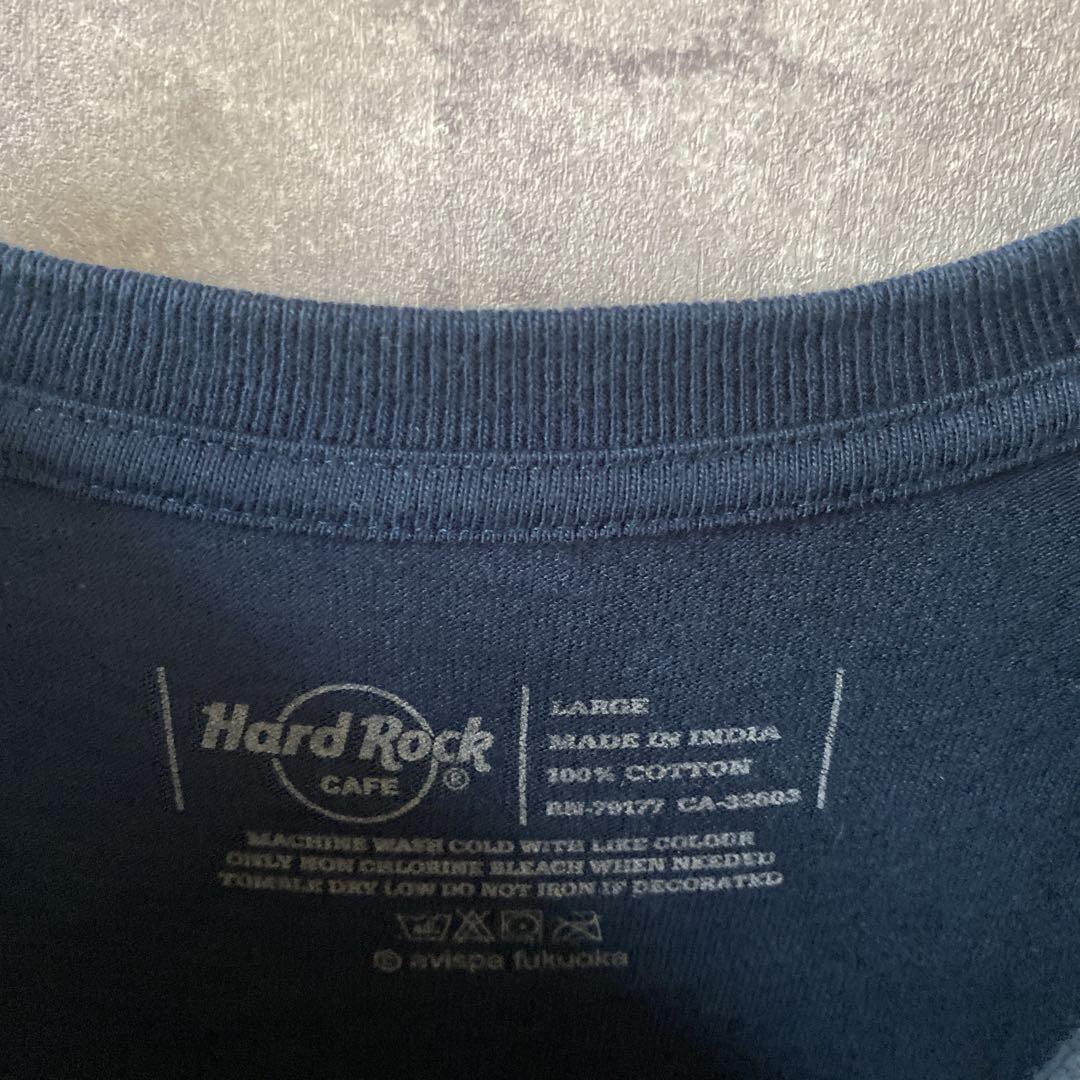 Hard Rock ®
CAFE
LARGE
MADE IN INDIA
100% COTTON
RN-79177 CA-32603
MACHINE WASH COLD WITH LIKE COLOUR
ONLY NON CHLORINE BLEACH WHEN NEEDED
TUMBLE DRY LOW DO NOT IRON IF DECORATED
© avispa fukuoka